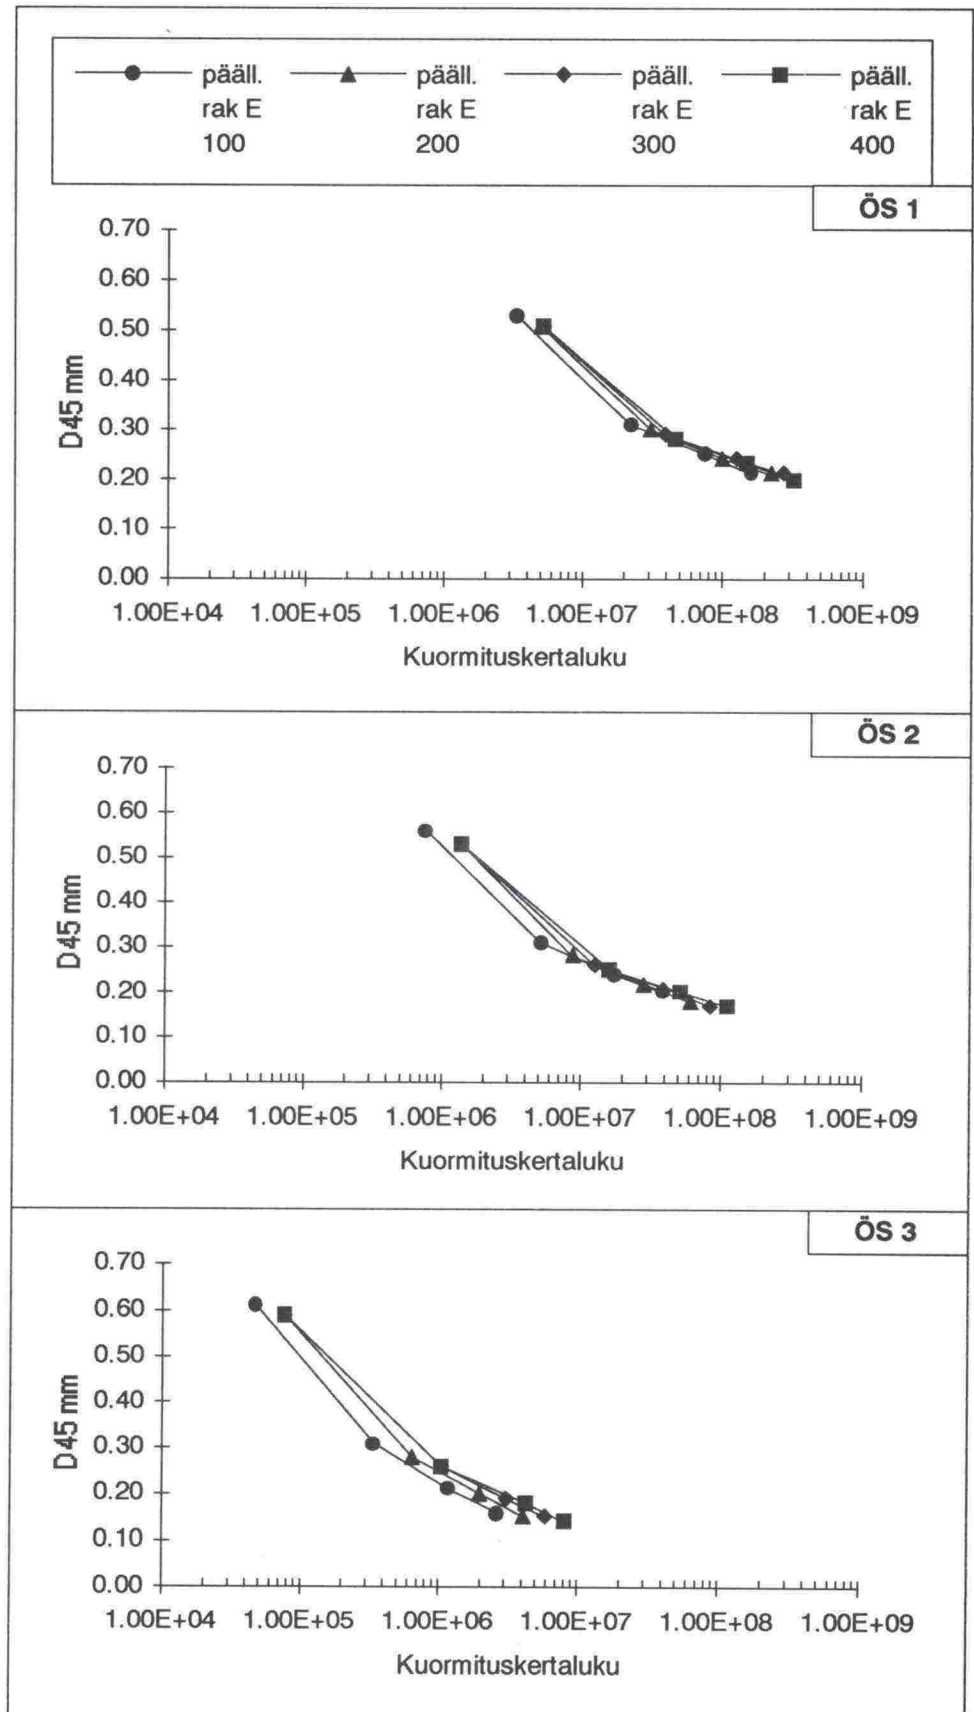 pääll. pääll. pääll. pääll.
rak E rak E rak E rak E
100 200 300 400
ÖS 1
0.70
0.60
0.50
0.40
0.30
0.20
0.10
0.00
D45 mm
1.00E+04 1.00E+05 1.00E+06 1.00E+07 1.00E+08 1.00E+09
Kuormituskertaluku
ÖS 2
0.70
0.60
0.50
0.40
0.30
0.20
0.10
0.00
D45 mm
1.00E+04 1.00E+05 1.00E+06 1.00E+07 1.00E+08 1.00E+09
Kuormituskertaluku
ÖS 3
0.70
0.60
0.50
0.40
0.30
0.20
0.10
0.00
D45 mm
1.00E+04 1.00E+05 1.00E+06 1.00E+07 1.00E+08 1.00E+09
Kuormituskertaluku